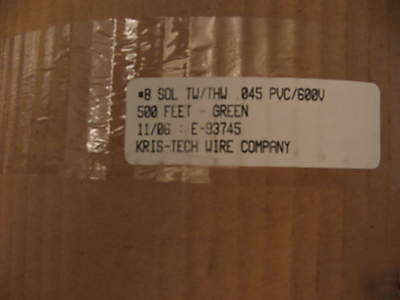 #8 SOL TW/THW 045 PVC/600V
500 FEET - GREEN
11/06 : E-93745
KRIS-TECH WIRE COMPANY